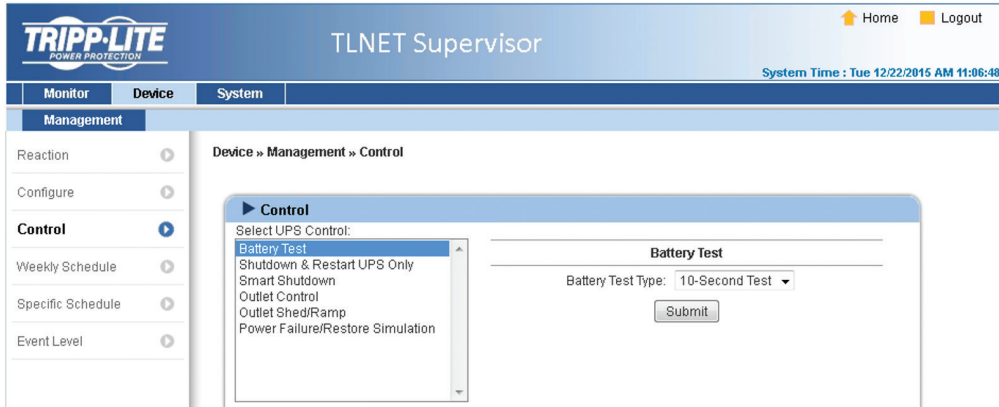 TRIPP·LITE
POWER PROTECTION
TLNET Supervisor
Home
Logout
System Time : Tue 12/22/2015 AM 11:06:48
Monitor
Device
System
Management
Reaction
Configure
Control
Weekly Schedule
Specific Schedule
Event Level
Device » Management » Control
Control
Select UPS Control:
Battery Test
Shutdown & Restart UPS Only
Smart Shutdown
Outlet Control
Outlet Shed/Ramp
Power Failure/Restore Simulation
Battery Test
Battery Test Type: 10-Second Test
Submit